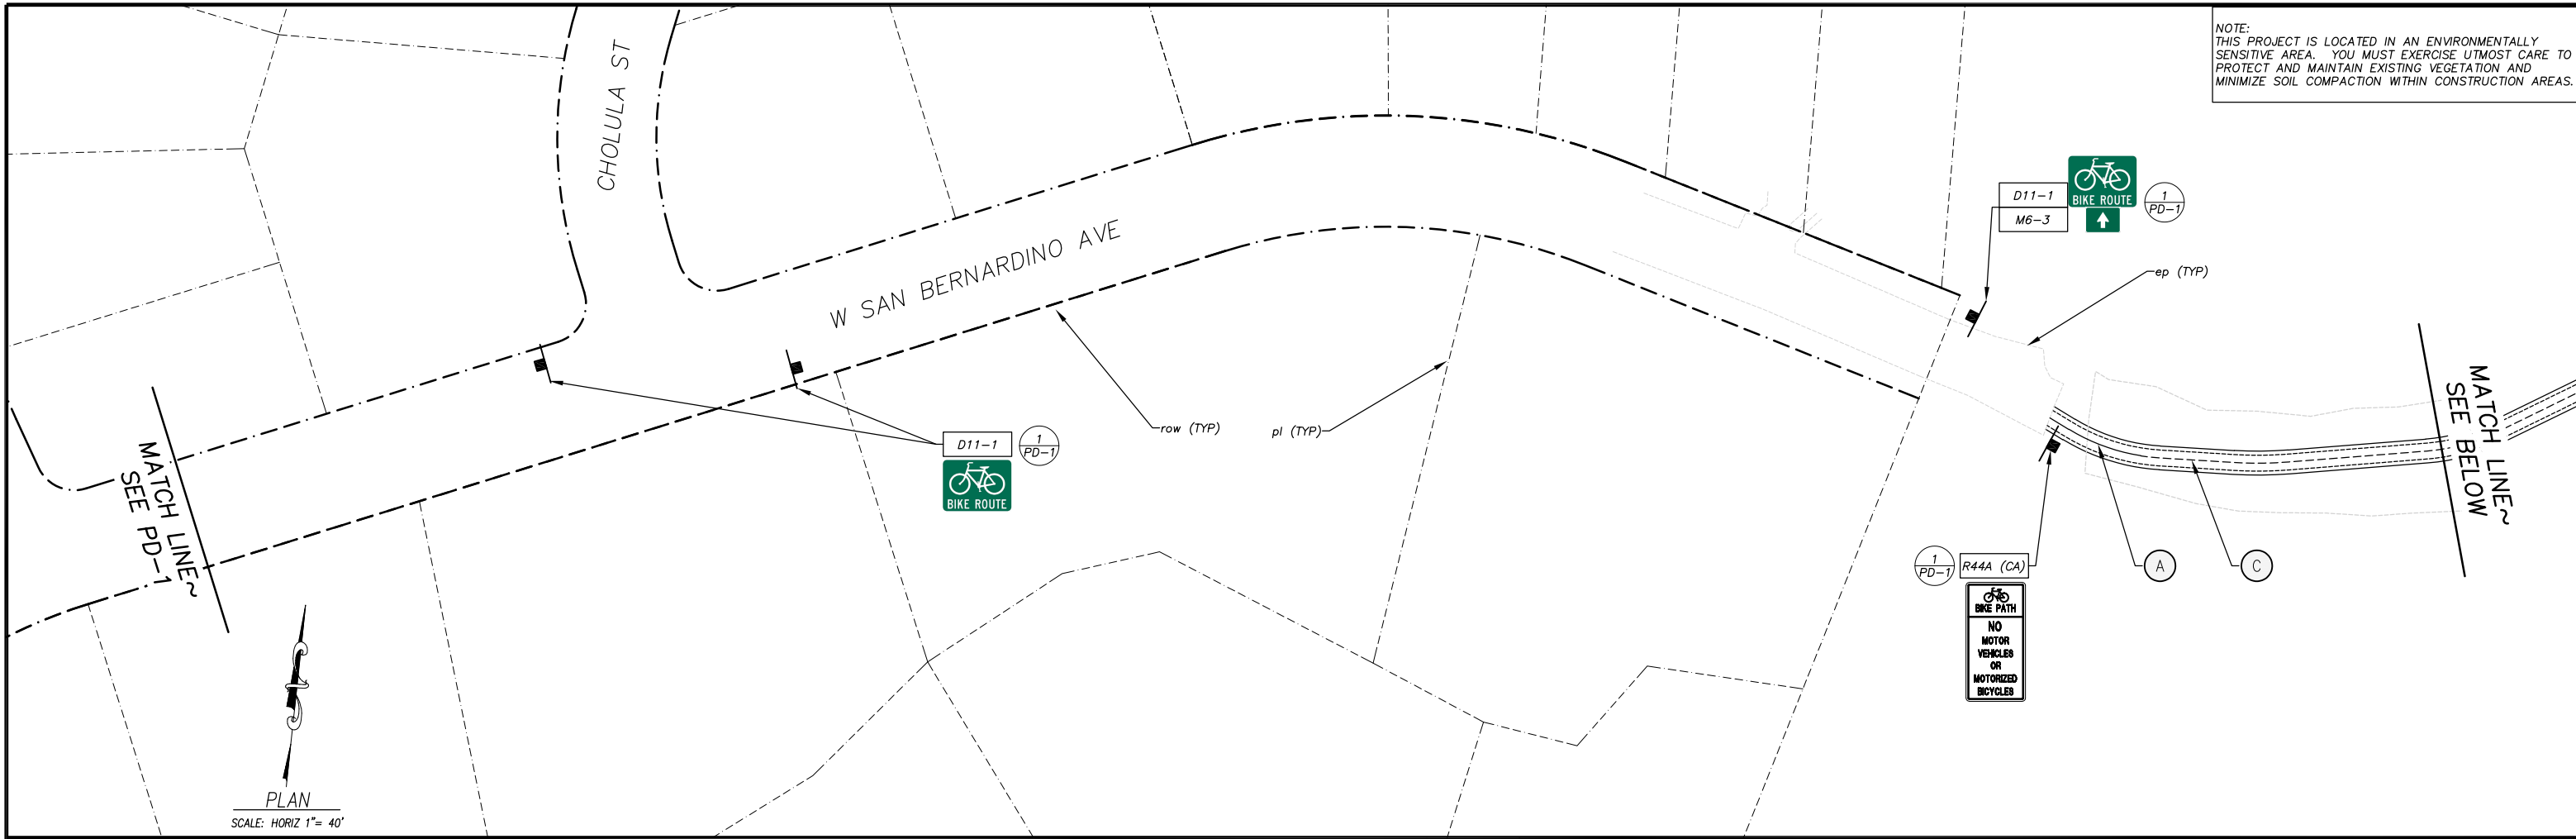 NOTE:
THIS PROJECT IS LOCATED IN AN ENVIRONMENTALLY
SENSITIVE AREA. YOU MUST EXERCISE UTMOST CARE TO
PROTECT AND MAINTAIN EXISTING VEGETATION AND
MINIMIZE SOIL COMPACTION WITHIN CONSTRUCTION AREAS.
CHOLULA ST
W SAN BERNARDINO AVE
D11-1
M6-3
BIKE ROUTE
1
PD-1
ep (TYP)
MATCH LINE~
SEE BELOW
MATCH LINE~
SEE PD-1
D11-1
1
PD-1
BIKE ROUTE
row (TYP)
pl (TYP)
1
PD-1
R44A (CA)
BIKE PATH
NO
MOTOR
VEHICLES
OR
MOTORIZED
BICYCLES
A
C
PLAN
SCALE: HORIZ 1"= 40'